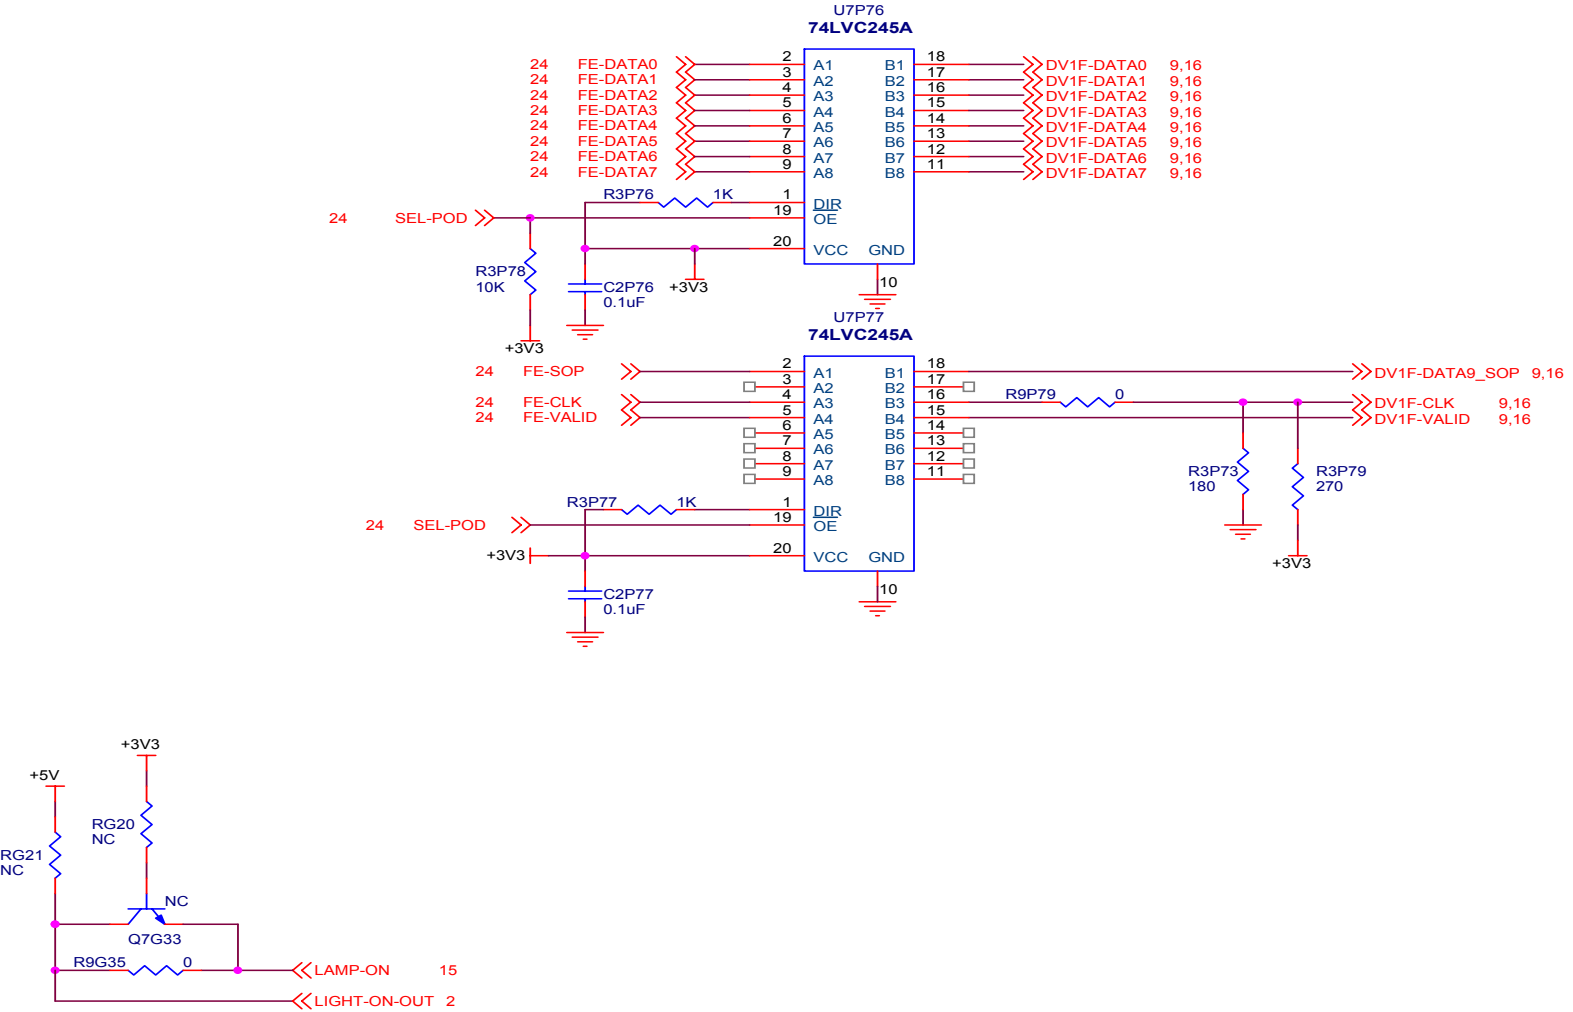 U7P76
74LVC245A
24 FE-DATA0 2 A1 B1 18 DV1F-DATA0 9,16
24 FE-DATA1 3 A2 B2 17 DV1F-DATA1 9,16
24 FE-DATA2 4 A3 B3 16 DV1F-DATA2 9,16
24 FE-DATA3 5 A4 B4 15 DV1F-DATA3 9,16
24 FE-DATA4 6 A5 B5 14 DV1F-DATA4 9,16
24 FE-DATA5 7 A6 B6 13 DV1F-DATA5 9,16
24 FE-DATA6 8 A7 B7 12 DV1F-DATA6 9,16
24 FE-DATA7 9 A8 B8 11 DV1F-DATA7 9,16
R3P76 1K 1 DIR
24 SEL-POD 19 OE
20 VCC GND
R3P78
10K
C2P76
0.1uF
+3V3
10
+3V3
U7P77
74LVC245A
24 FE-SOP 2 A1 B1 18 DV1F-DATA9_SOP 9,16
3 A2 B2 17
24 FE-CLK 4 A3 B3 16 R9P79 0 DV1F-CLK 9,16
24 FE-VALID 5 A4 B4 15 DV1F-VALID 9,16
6 A5 B5 14
7 A6 B6 13
8 A7 B7 12
9 A8 B8 11
R3P73
180
R3P79
270
R3P77 1K 1 DIR
24 SEL-POD 19 OE
+3V3 20 VCC GND
+3V3
10
C2P77
0.1uF
+3V3
+5V
RG20
NC
RG21
NC
NC
Q7G33
R9G35 0 LAMP-ON 15
LIGHT-ON-OUT 2